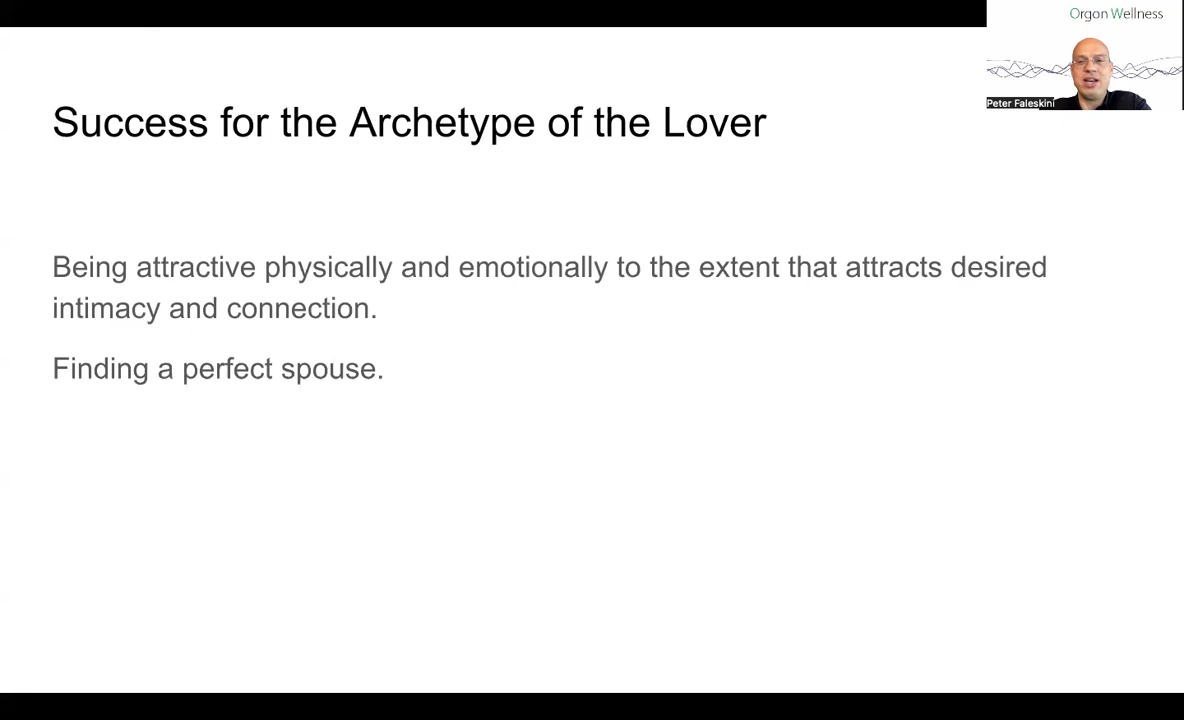 Orgon Wellness
Peter Faleskini
Success for the Archetype of the Lover
Being attractive physically and emotionally to the extent that attracts desired
intimacy and connection.
Finding a perfect spouse.